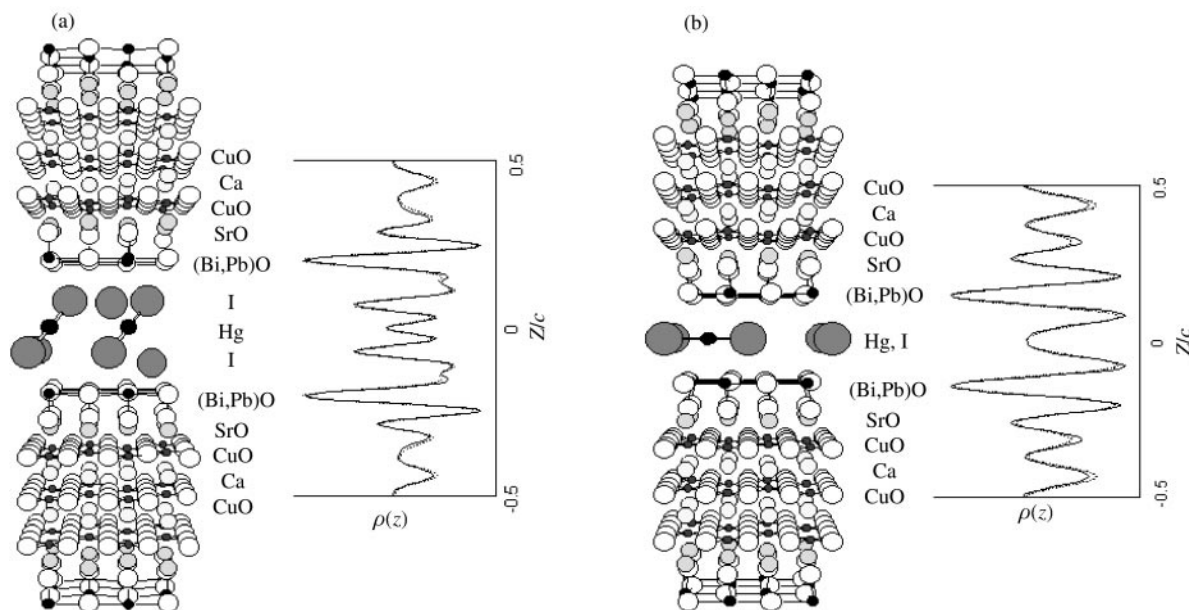 (a)
CuO
Ca
CuO
SrO
(Bi,Pb)O
I
Hg
I
(Bi,Pb)O
SrO
CuO
Ca
CuO
0.5
0
Z/c
-0.5
ρ(z)
(b)
CuO
Ca
CuO
SrO
(Bi,Pb)O
Hg, I
(Bi,Pb)O
SrO
CuO
Ca
CuO
0.5
0
Z/c
-0.5
ρ(z)